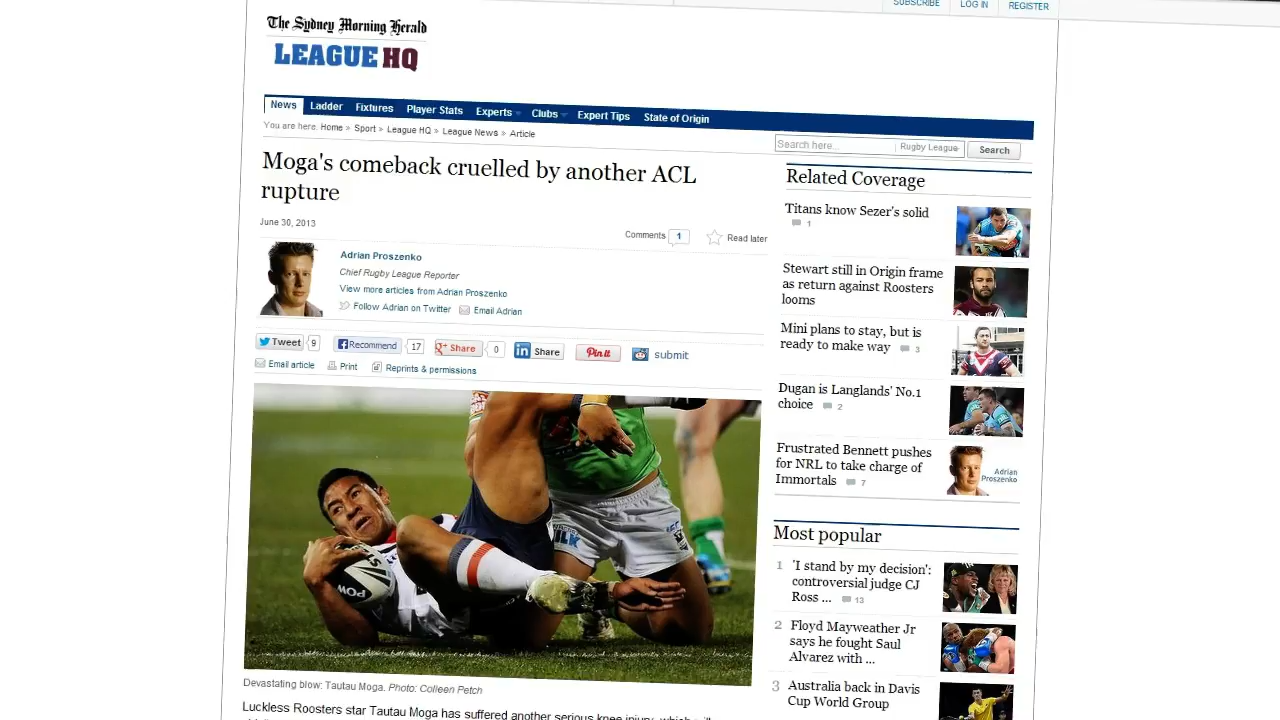 SUBSCRIBE LOG IN REGISTER
The Sydney Morning Herald
LEAGUE HQ
News Ladder Fixtures Player Stats Experts Clubs Expert Tips State of Origin
You are here: Home » Sport » League HQ » League News » Article
Search here... Rugby League Search
Moga's comeback cruelled by another ACL
rupture
June 30, 2013
Comments 1 Read later
Adrian Proszenko
Chief Rugby League Reporter
View more articles from Adrian Proszenko
Follow Adrian on Twitter Email Adrian
Tweet 9 Recommend 17 Share 0 Share Pin it submit
Email article Print Reprints & permissions
POW
Devastating blow: Tautau Moga. Photo: Colleen Petch
Luckless Roosters star Tautau Moga has suffered another serious knee injury, which will
Related Coverage
Titans know Sezer's solid
1
Stewart still in Origin frame
as return against Roosters
looms
Mini plans to stay, but is
ready to make way 3
Dugan is Langlands' No.1
choice 2
Frustrated Bennett pushes
for NRL to take charge of
Immortals 7
Adrian
Proszenko
Most popular
1 'I stand by my decision':
controversial judge CJ
Ross ... 13
2 Floyd Mayweather Jr
says he fought Saul
Alvarez with ...
3 Australia back in Davis
Cup World Group